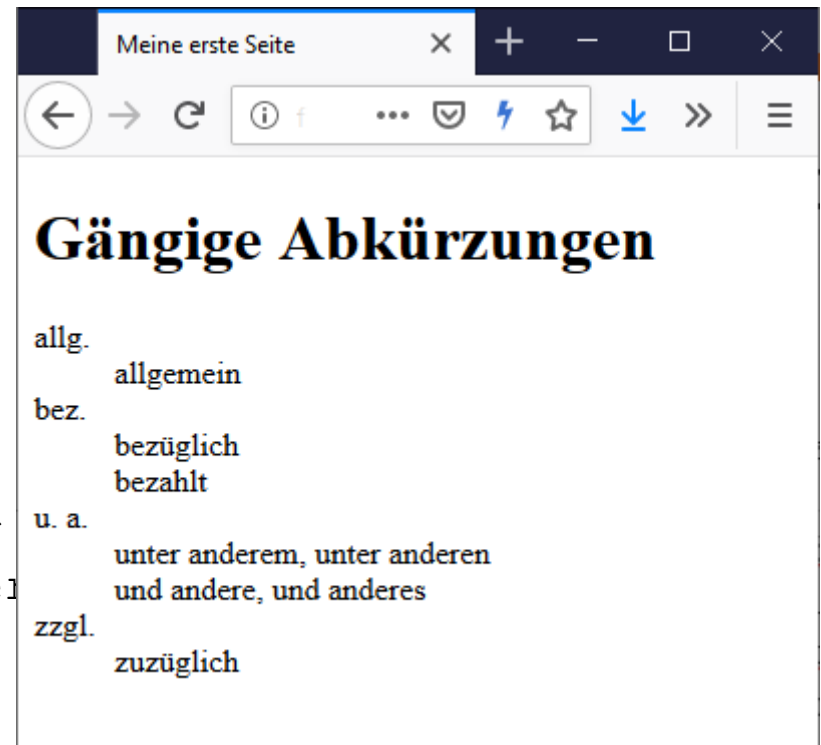 Meine erste Seite
Gängige Abkürzungen
allg.
allgemein
bez.
bezüglich
bezahlt
u. a.
unter anderem, unter anderen
und andere, und anderes
zzgl.
zuzüglich